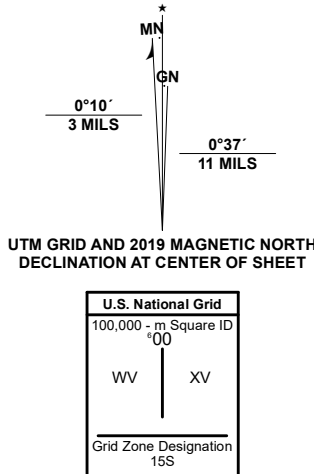 ★
MN
GN
0°10´
3 MILS
0°37´
11 MILS
UTM GRID AND 2019 MAGNETIC NORTH
DECLINATION AT CENTER OF SHEET
U.S. National Grid
100,000 - m Square ID
⁶00
WV XV
Grid Zone Designation
15S